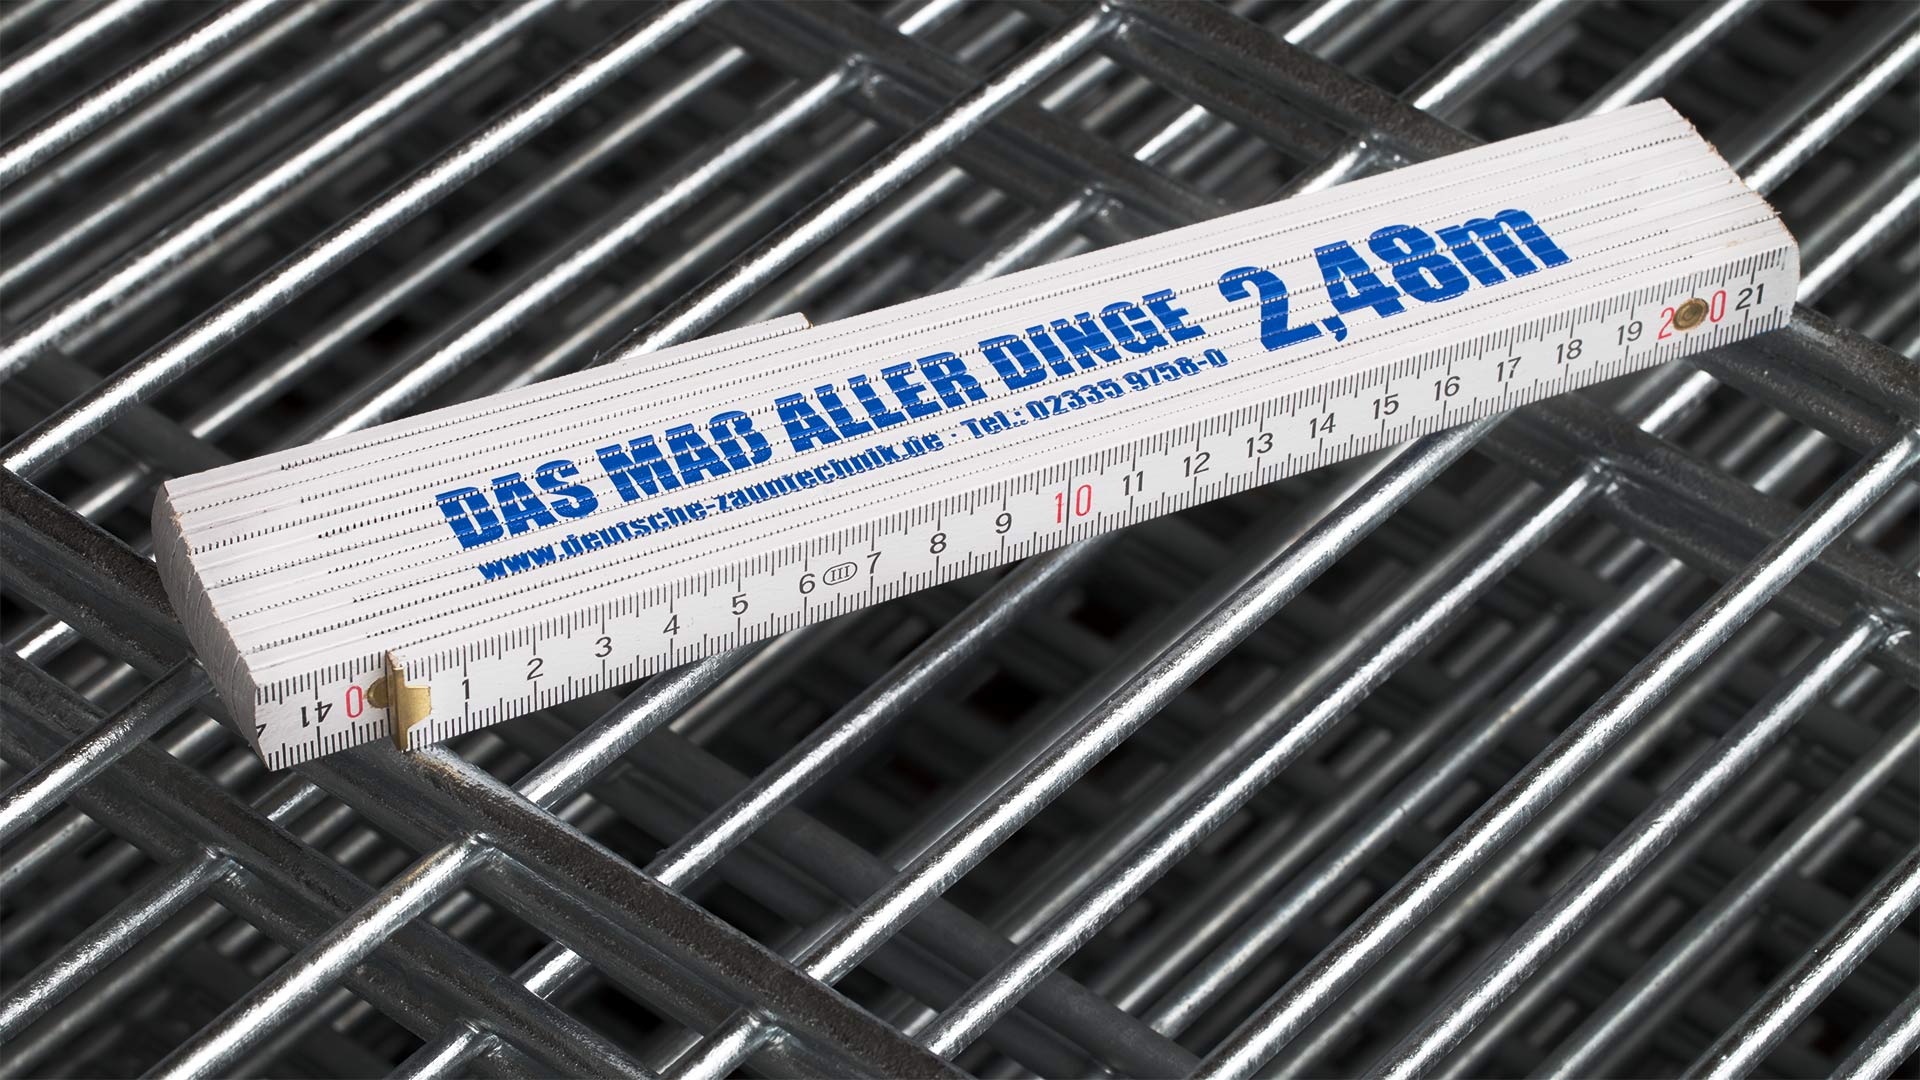 DAS MAß ALLER DINGE 2,48m
www.deutsche-zauntechnik.de · Tel.: 02335 9758-0
41 0 1 2 3 4 5 6 III 7 8 9 10 11 12 13 14 15 16 17 18 19 20 21